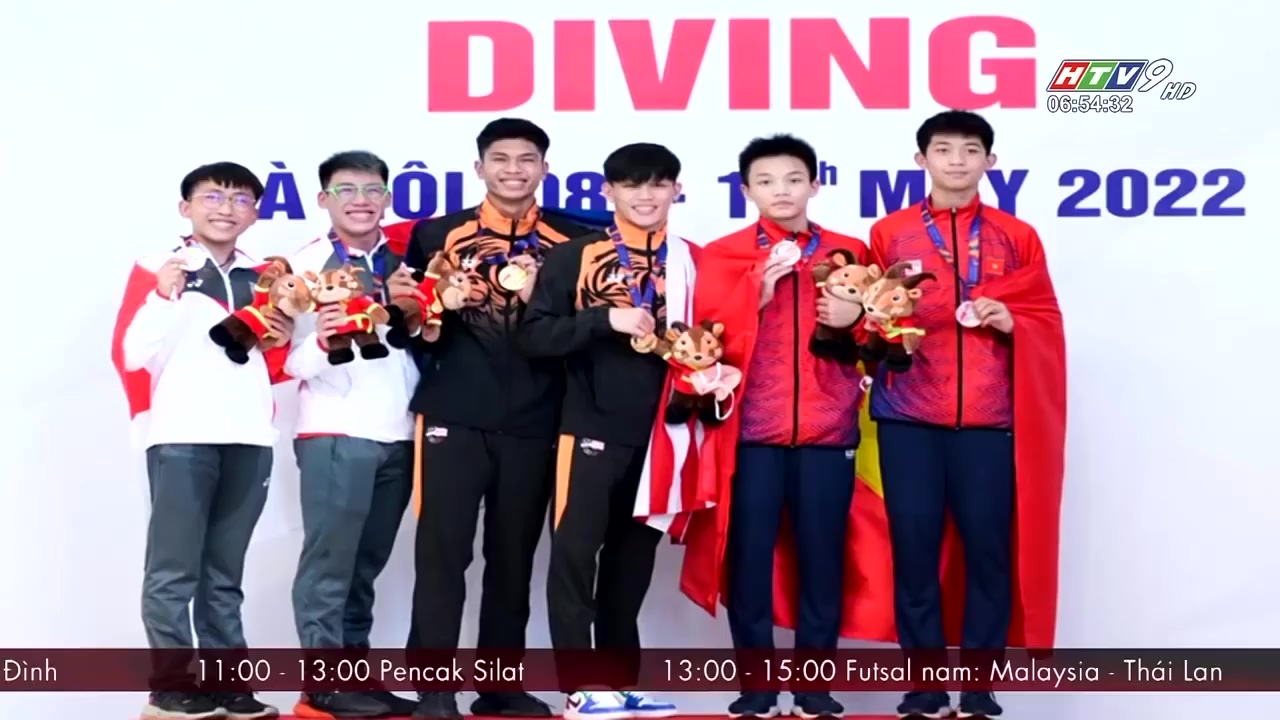 DIVING
HTV9 HD
06:54:32
MAY 2022
Đình 11:00 - 13:00 Pencak Silat 13:00 - 15:00 Futsal nam: Malaysia - Thái Lan